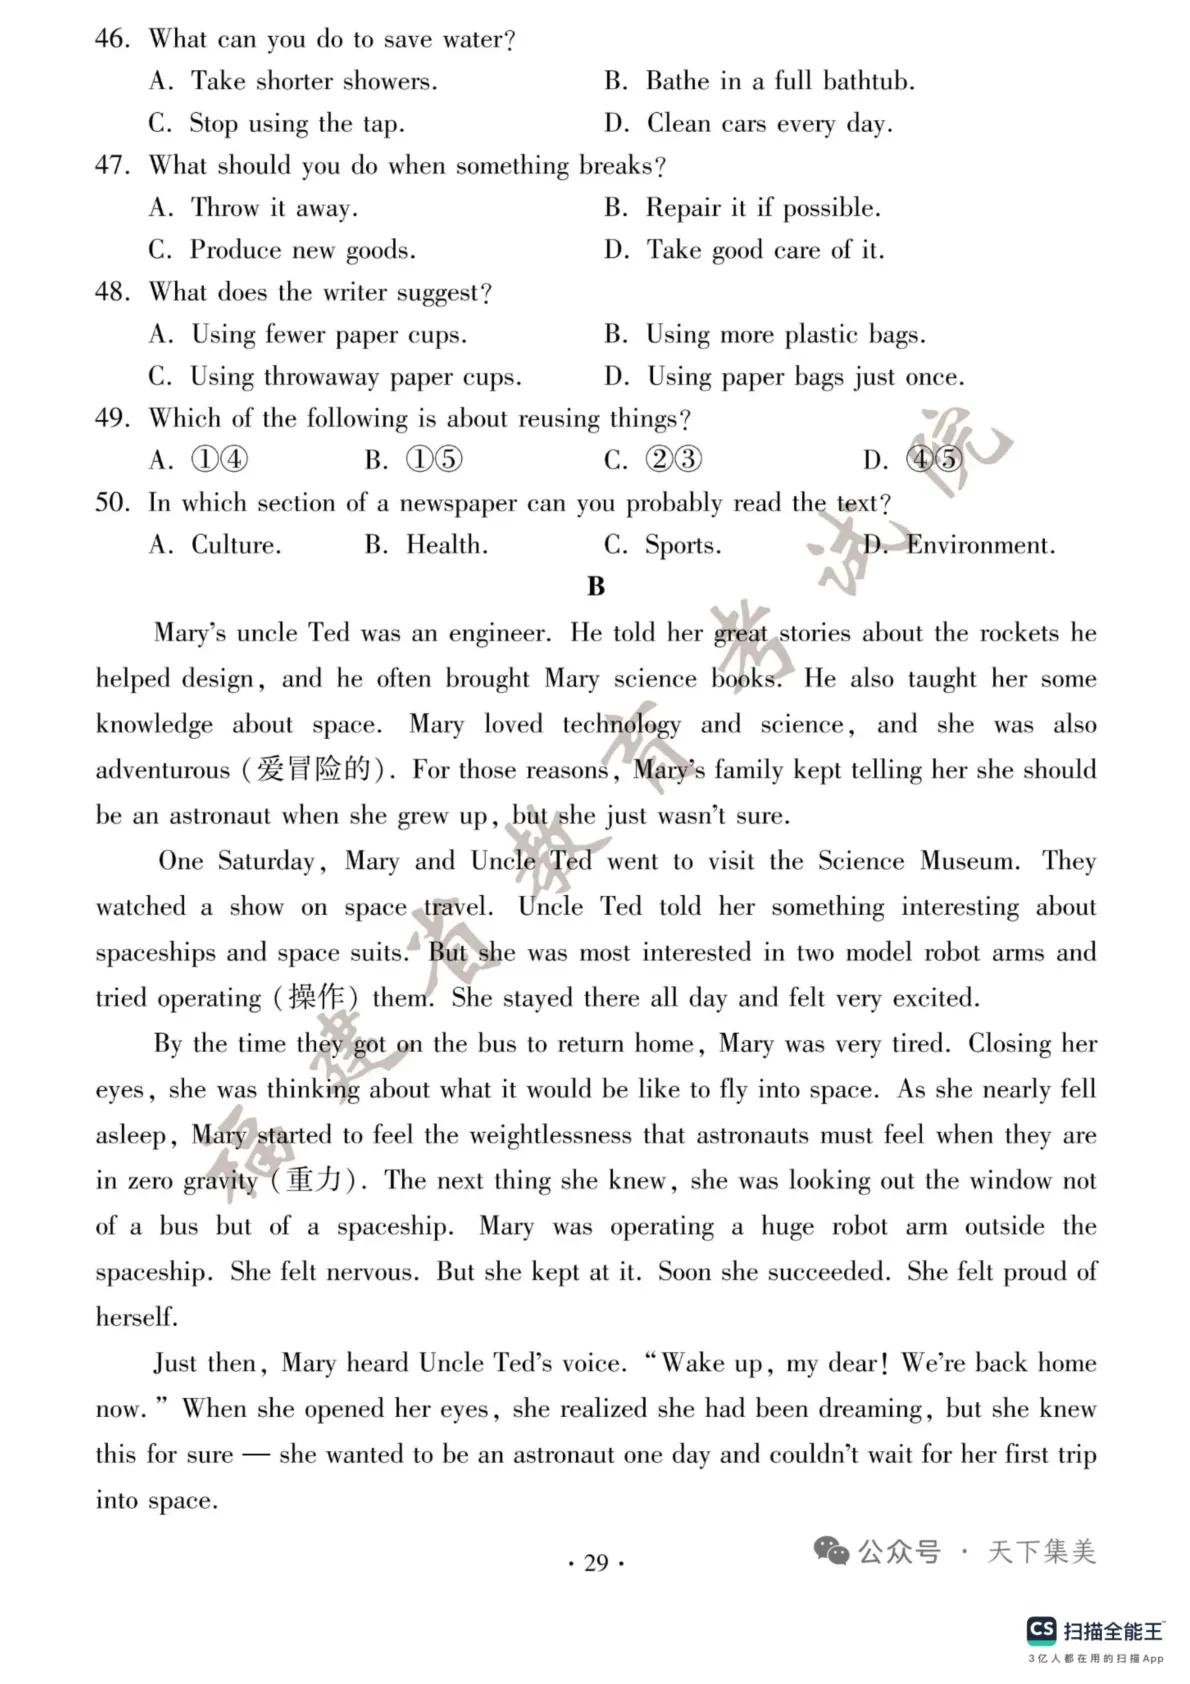 46. What can you do to save water?
A. Take shorter showers. B. Bathe in a full bathtub.
C. Stop using the tap. D. Clean cars every day.
47. What should you do when something breaks?
A. Throw it away. B. Repair it if possible.
C. Produce new goods. D. Take good care of it.
48. What does the writer suggest?
A. Using fewer paper cups. B. Using more plastic bags.
C. Using throwaway paper cups. D. Using paper bags just once.
49. Which of the following is about reusing things?
A. ①④ B. ①⑤ C. ②③ D. ④⑤
50. In which section of a newspaper can you probably read the text?
A. Culture. B. Health. C. Sports. D. Environment.
B
Mary's uncle Ted was an engineer. He told her great stories about the rockets he
helped design, and he often brought Mary science books. He also taught her some
knowledge about space. Mary loved technology and science, and she was also
adventurous (爱冒险的). For those reasons, Mary's family kept telling her she should
be an astronaut when she grew up, but she just wasn't sure.
One Saturday, Mary and Uncle Ted went to visit the Science Museum. They
watched a show on space travel. Uncle Ted told her something interesting about
spaceships and space suits. But she was most interested in two model robot arms and
tried operating (操作) them. She stayed there all day and felt very excited.
By the time they got on the bus to return home, Mary was very tired. Closing her
eyes, she was thinking about what it would be like to fly into space. As she nearly fell
asleep, Mary started to feel the weightlessness that astronauts must feel when they are
in zero gravity (重力). The next thing she knew, she was looking out the window not
of a bus but of a spaceship. Mary was operating a huge robot arm outside the
spaceship. She felt nervous. But she kept at it. Soon she succeeded. She felt proud of
herself.
Just then, Mary heard Uncle Ted's voice. “Wake up, my dear! We're back home
now.” When she opened her eyes, she realized she had been dreaming, but she knew
this for sure — she wanted to be an astronaut one day and couldn't wait for her first trip
into space.
· 29 ·
公众号 · 天下集美
CS 扫描全能王™
3亿人都在用的扫描App
福建省教育考试院